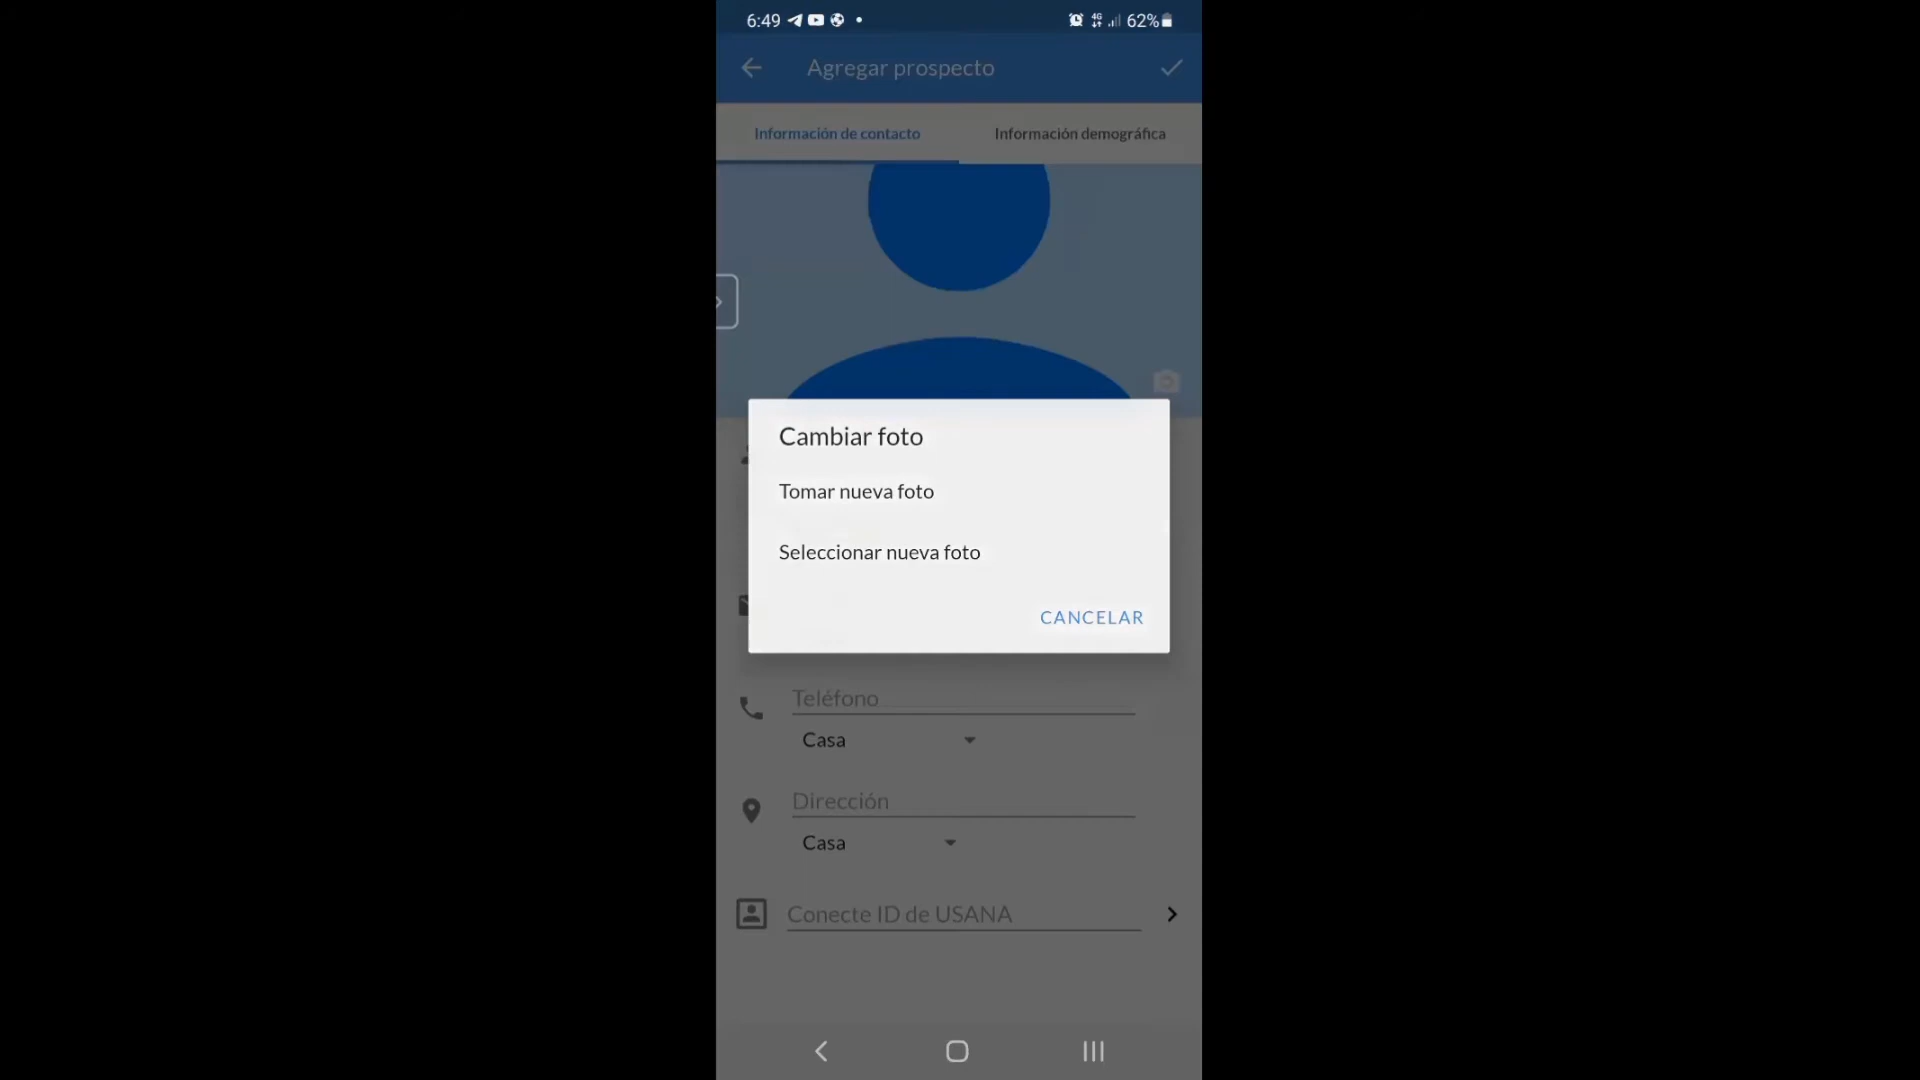 6:49 62%
Agregar prospecto
Información de contacto Información demográfica
Cambiar foto
Tomar nueva foto
Seleccionar nueva foto
CANCELAR
Teléfono
Casa
Dirección
Casa
Conecte ID de USANA